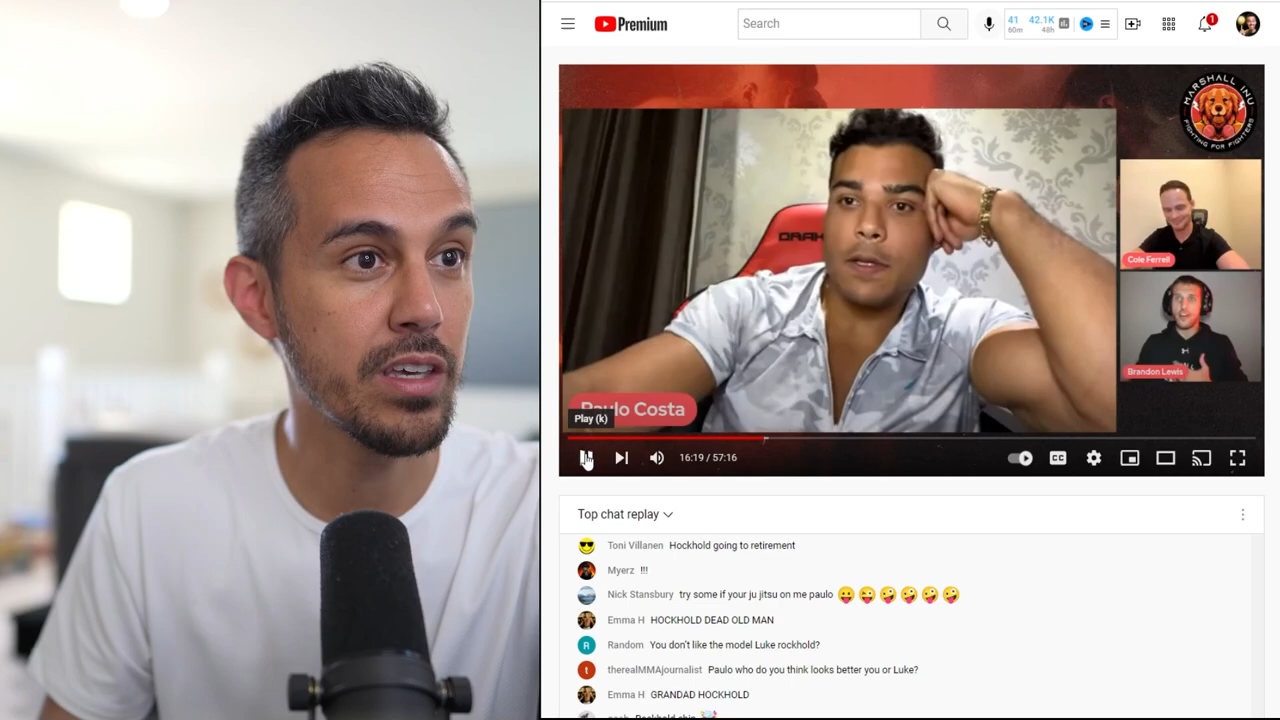 Premium
Search
41 42.1K
60m 48h
1
MARSHALL INU
FIGHTING FOR FIGHTERS
Cole Ferrell
Brandon Lewis
Paulo Costa
Play (k)
16:19 / 57:16
CC
Top chat replay
Toni Villanen Hockhold going to retirement
Myerz !!!
Nick Stansbury try some if your ju jitsu on me paulo 😛😜🤪🤪🤪🤪
Emma H HOCKHOLD DEAD OLD MAN
R Random You don't like the model Luke rockhold?
t therealMMAjournalist Paulo who do you think looks better you or Luke?
Emma H GRANDAD HOCKHOLD